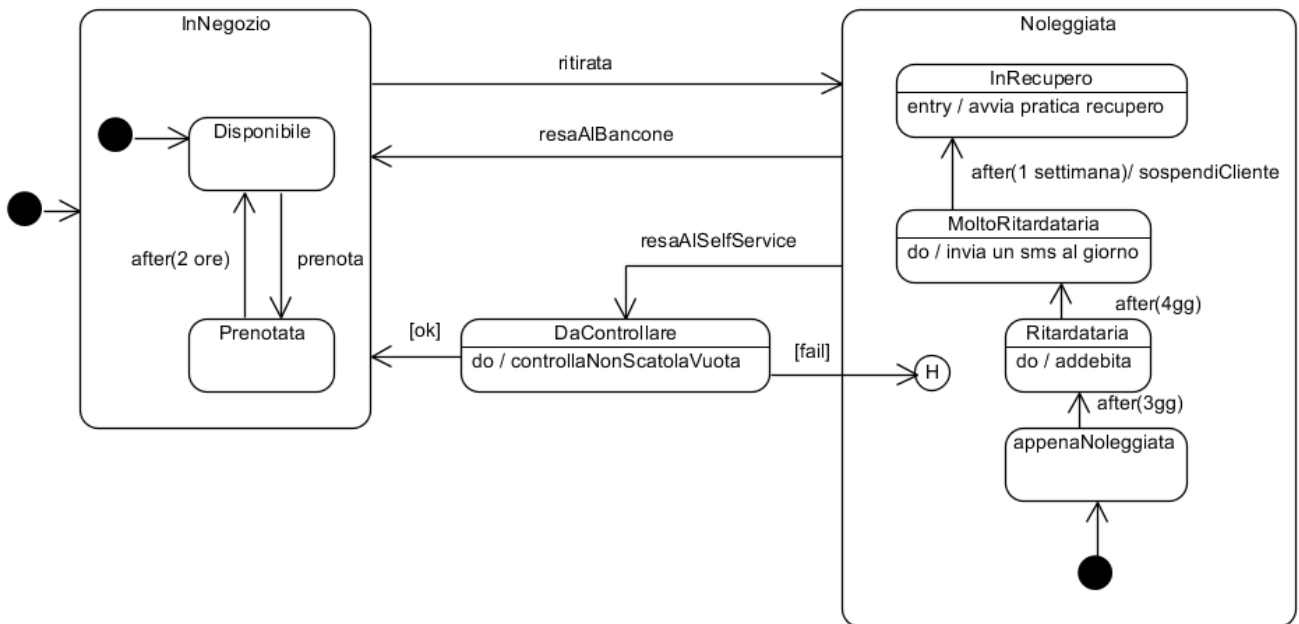 InNegozio
Noleggiata
ritirata
InRecupero
entry / avvia pratica recupero
Disponibile
resaAlBancone
after(1 settimana)/ sospendiCliente
MoltoRitardataria
do / invia un sms al giorno
resaAlSelfService
after(2 ore)
prenota
after(4gg)
Prenotata
[ok]
DaControllare
do / controllaNonScatolaVuota
[fail]
H
Ritardataria
do / addebita
after(3gg)
appenaNoleggiata